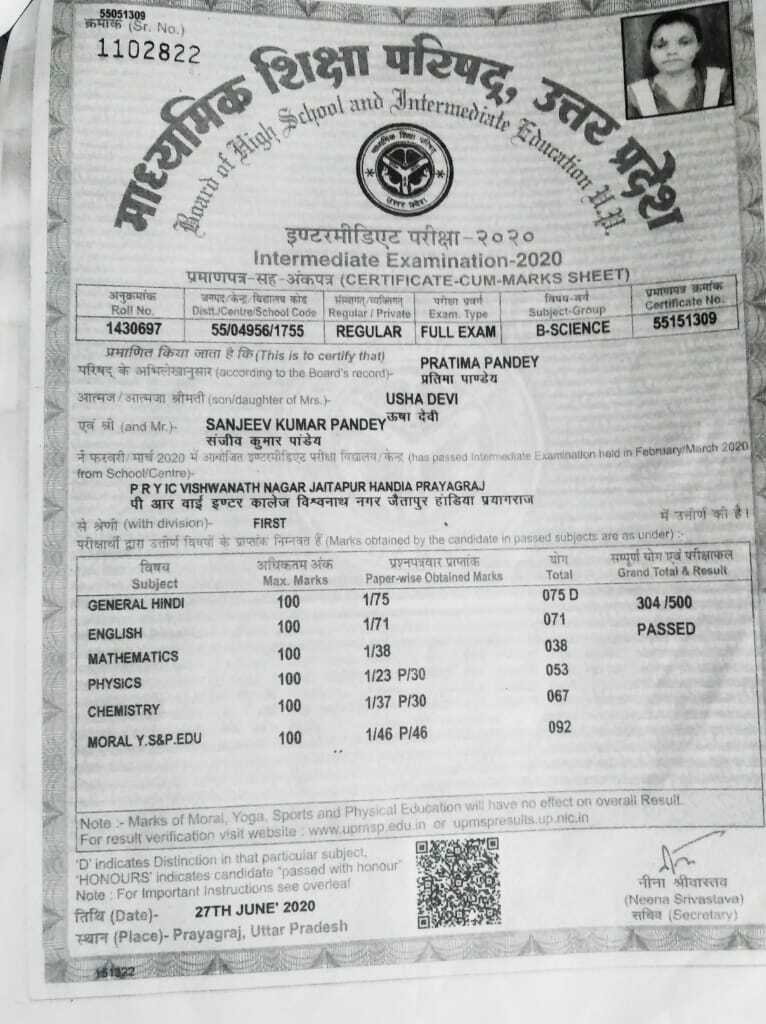 55051309
क्रमांक (Sr. No.)
1102822
माध्यमिक शिक्षा परिषद्, उत्तर प्रदेश
Board of High School and Intermediate Education U.P.
माध्यमिक शिक्षा परिषद्
उत्तर प्रदेश
इण्टरमीडिएट परीक्षा-२०२०
Intermediate Examination-2020
प्रमाणपत्र-सह-अंकपत्र (CERTIFICATE-CUM-MARKS SHEET)
अनुक्रमांक जनपद/केन्द्र/विद्यालय कोड संस्थागत/व्यक्तिगत परीक्षा प्रवर्ग विषय-वर्ग प्रमाणपत्र क्रमांक
Roll No. Distt./Centre/School Code Regular / Private Exam. Type Subject-Group Certificate No.
1430697 55/04956/1755 REGULAR FULL EXAM B-SCIENCE 55151309
प्रमाणित किया जाता है कि (This is to certify that)
परिषद् के अभिलेखानुसार (according to the Board's record)- PRATIMA PANDEY
प्रतिमा पाण्डेय
आत्मज/आत्मजा श्रीमती (son/daughter of Mrs.)- USHA DEVI
ऊषा देवी
एवं श्री (and Mr.)- SANJEEV KUMAR PANDEY
संजीव कुमार पांडेय
ने फरवरी/मार्च 2020 में आयोजित इण्टरमीडिएट परीक्षा विद्यालय/केन्द्र (has passed Intermediate Examination held in February/March 2020
from School/Centre)-
P R Y IC VISHWANATH NAGAR JAITAPUR HANDIA PRAYAGRAJ
पी आर वाई इण्टर कालेज विश्वनाथ नगर जैतापुर हांडिया प्रयागराज
से श्रेणी (with division)- FIRST में उत्तीर्ण की है।
परीक्षार्थी द्वारा उत्तीर्ण विषयों के प्राप्तांक निम्नवत हैं (Marks obtained by the candidate in passed subjects are as under) :-
विषय अधिकतम अंक प्रश्नपत्रवार प्राप्तांक योग सम्पूर्ण योग एवं परीक्षाफल
Subject Max. Marks Paper-wise Obtained Marks Total Grand Total & Result
GENERAL HINDI 100 1/75 075 D 304 /500
ENGLISH 100 1/71 071 PASSED
MATHEMATICS 100 1/38 038
PHYSICS 100 1/23 P/30 053
CHEMISTRY 100 1/37 P/30 067
MORAL Y.S&P.EDU 100 1/46 P/46 092
Note :- Marks of Moral, Yoga, Sports and Physical Education will have no effect on overall Result.
For result verification visit website : www.upmsp.edu.in or upmspresults.up.nic.in
'D' indicates Distinction in that particular subject,
'HONOURS' indicates candidate "passed with honour"
Note : For Important Instructions see overleaf
तिथि (Date)- 27TH JUNE' 2020
स्थान (Place)- Prayagraj, Uttar Pradesh
नीना श्रीवास्तव
(Neena Srivastava)
सचिव (Secretary)